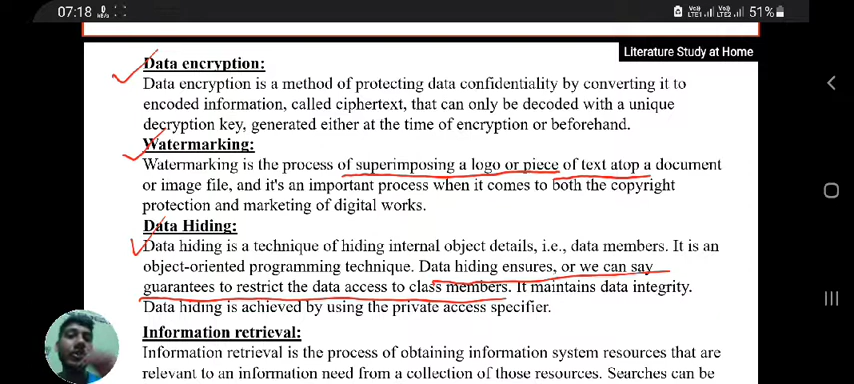 07:18
51%
Literature Study at Home
Data encryption:
Data encryption is a method of protecting data confidentiality by converting it to
encoded information, called ciphertext, that can only be decoded with a unique
decryption key, generated either at the time of encryption or beforehand.
Watermarking:
Watermarking is the process of superimposing a logo or piece of text atop a document
or image file, and it's an important process when it comes to both the copyright
protection and marketing of digital works.
Data Hiding:
Data hiding is a technique of hiding internal object details, i.e., data members. It is an
object-oriented programming technique. Data hiding ensures, or we can say
guarantees to restrict the data access to class members. It maintains data integrity.
Data hiding is achieved by using the private access specifier.
Information retrieval:
Information retrieval is the process of obtaining information system resources that are
relevant to an information need from a collection of those resources. Searches can be